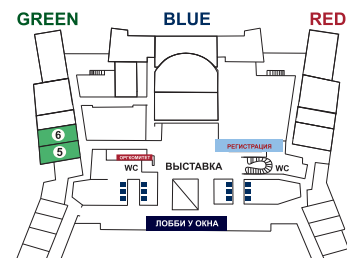 GREEN BLUE RED
6
5
РЕГИСТРАЦИЯ
ОРГКОМИТЕТ
WC ВЫСТАВКА WC
ЛОББИ У ОКНА